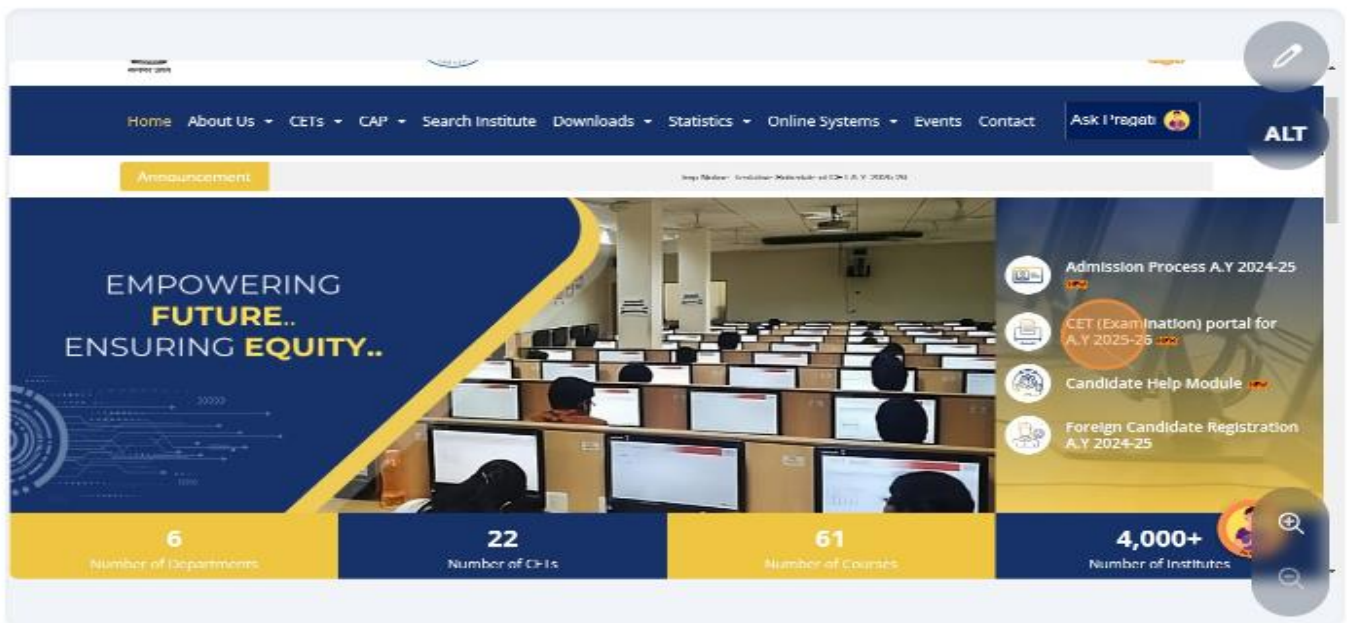 Home About Us CETs CAP Search Institute Downloads Statistics Online Systems Events Contact Ask Pragati
ALT
Announcement
EMPOWERING
FUTURE..
ENSURING EQUITY..
Admission Process A.Y 2024-25
CET (Examination) portal for
A.Y 2025-26
Candidate Help Module
Foreign Candidate Registration
A.Y 2024-25
6
Number of Departments
22
Number of CETs
61
Number of Courses
4,000+
Number of Institutes